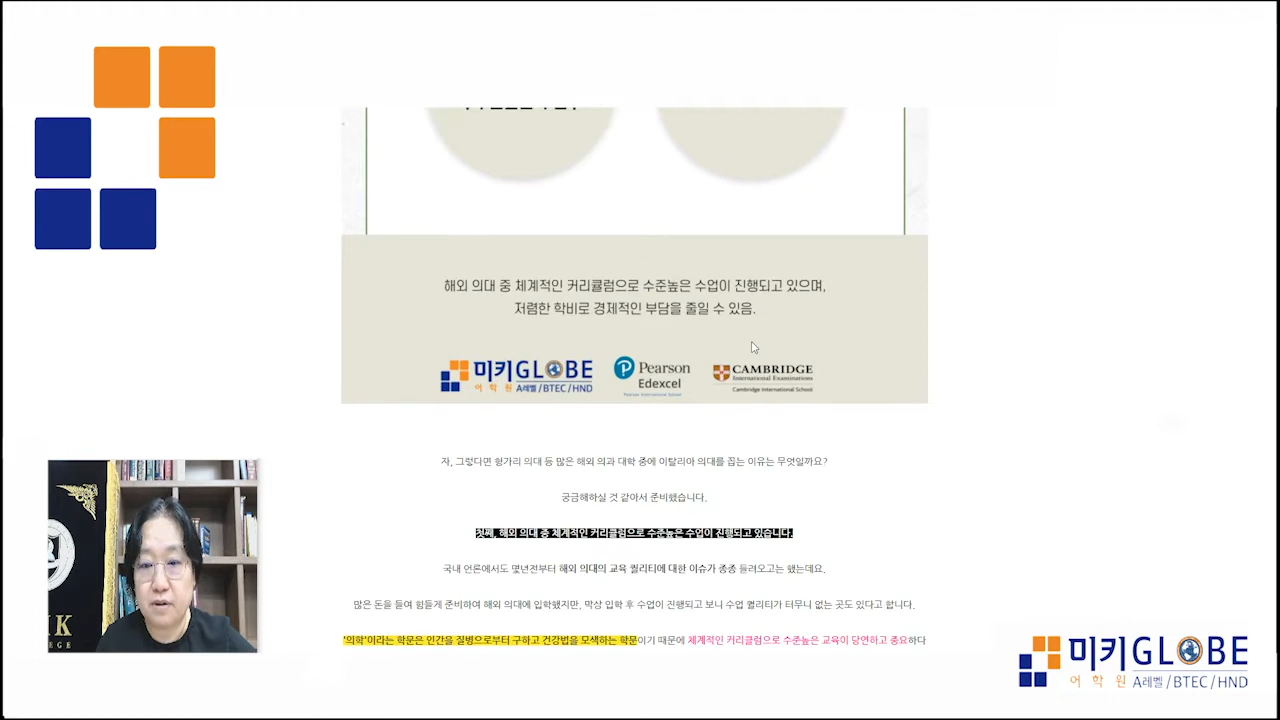 해외 의대 중 체계적인 커리큘럼으로 수준높은 수업이 진행되고 있으며,
저렴한 학비로 경제적인 부담을 줄일 수 있음.
미키GLOBE
어학원 A레벨/BTEC/HND
Pearson
Edexcel
Pearson International School
CAMBRIDGE
International Examinations
Cambridge International School
자, 그렇다면 헝가리 의대 등 많은 해외 의과 대학 중에 이탈리아 의대를 꼽는 이유는 무엇일까요?
궁금해하실 것 같아서 준비했습니다.
첫째, 해외 의대 중 체계적인 커리큘럼으로 수준높은 수업이 진행되고 있습니다.
국내 언론에서도 몇년전부터 해외 의대의 교육 퀄리티에 대한 이슈가 종종 들려오고는 했는데요.
많은 돈을 들여 힘들게 준비하여 해외 의대에 입학했지만, 막상 입학 후 수업이 진행되고 보니 수업 퀄리티가 터무니 없는 곳도 있다고 합니다.
'의학'이라는 학문은 인간을 질병으로부터 구하고 건강법을 모색하는 학문이기 때문에 체계적인 커리큘럼으로 수준높은 교육이 당연하고 중요하다
IK
EGE
미키GLOBE
어학원 A레벨/BTEC/HND